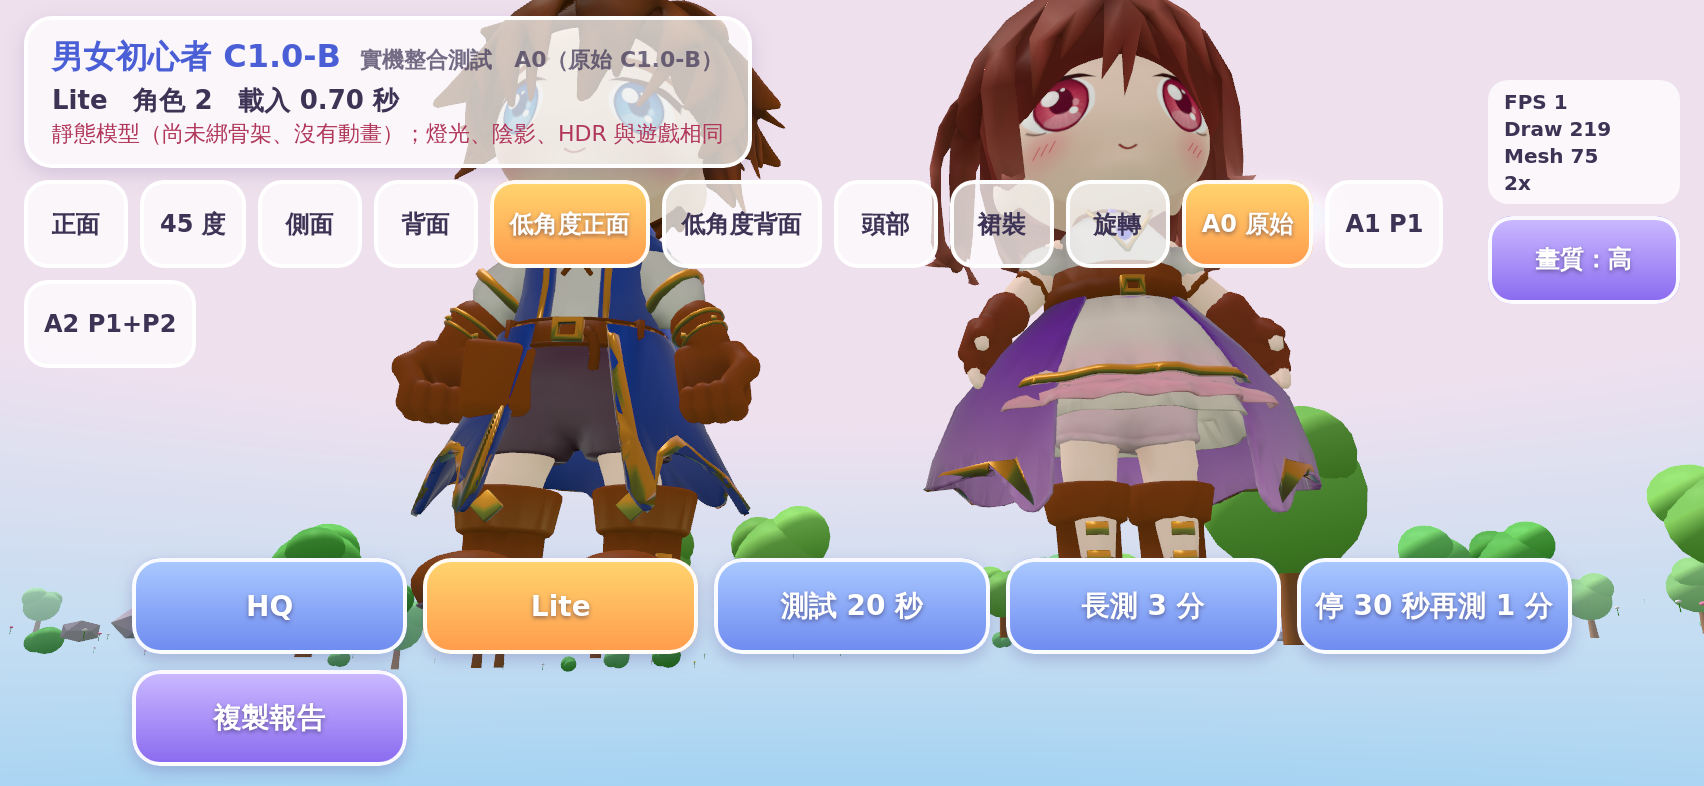 男女初心者 C1.0-B 實機整合測試 A0（原始 C1.0-B）
Lite 角色 2 載入 0.70 秒
靜態模型（尚未綁骨架、沒有動畫）；燈光、陰影、HDR 與遊戲相同
FPS 1
Draw 219
Mesh 75
2x
正面 45 度 側面 背面 低角度正面 低角度背面 頭部 裙裝 旋轉 A0 原始 A1 P1
畫質：高
A2 P1+P2
HQ Lite 測試 20 秒 長測 3 分 停 30 秒再測 1 分
複製報告